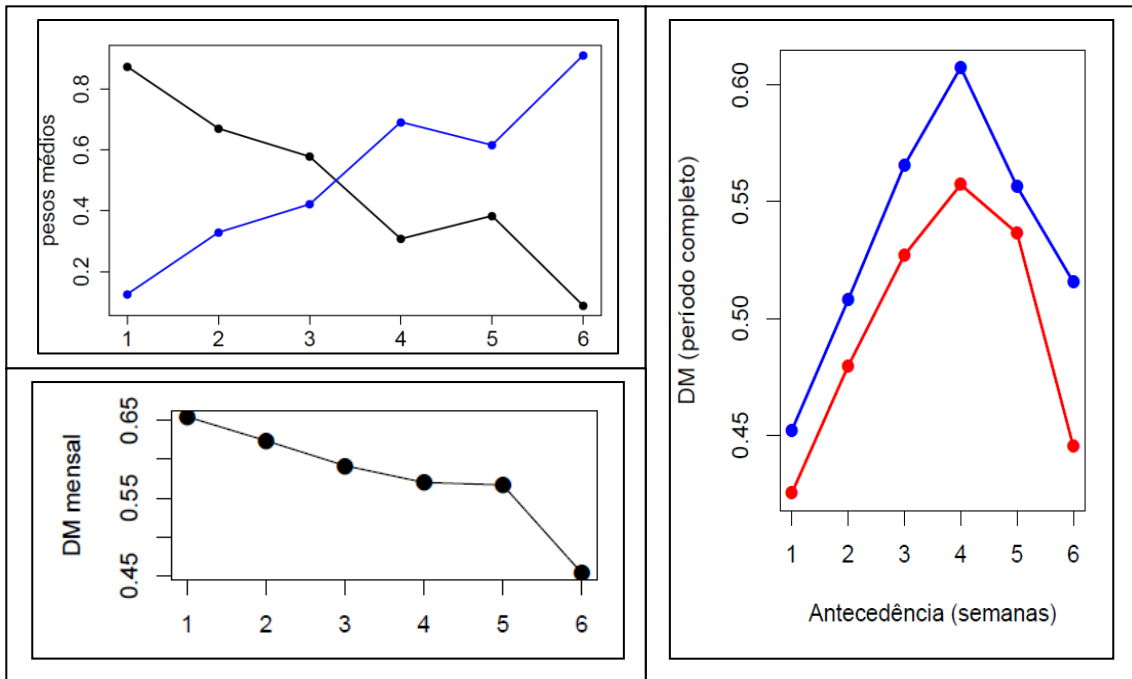 pesos médios
0.8
0.6
0.4
0.2
1 2 3 4 5 6
DM mensal
0.65
0.55
0.45
1 2 3 4 5 6
DM (período completo)
0.60
0.55
0.50
0.45
1 2 3 4 5 6
Antecedência (semanas)